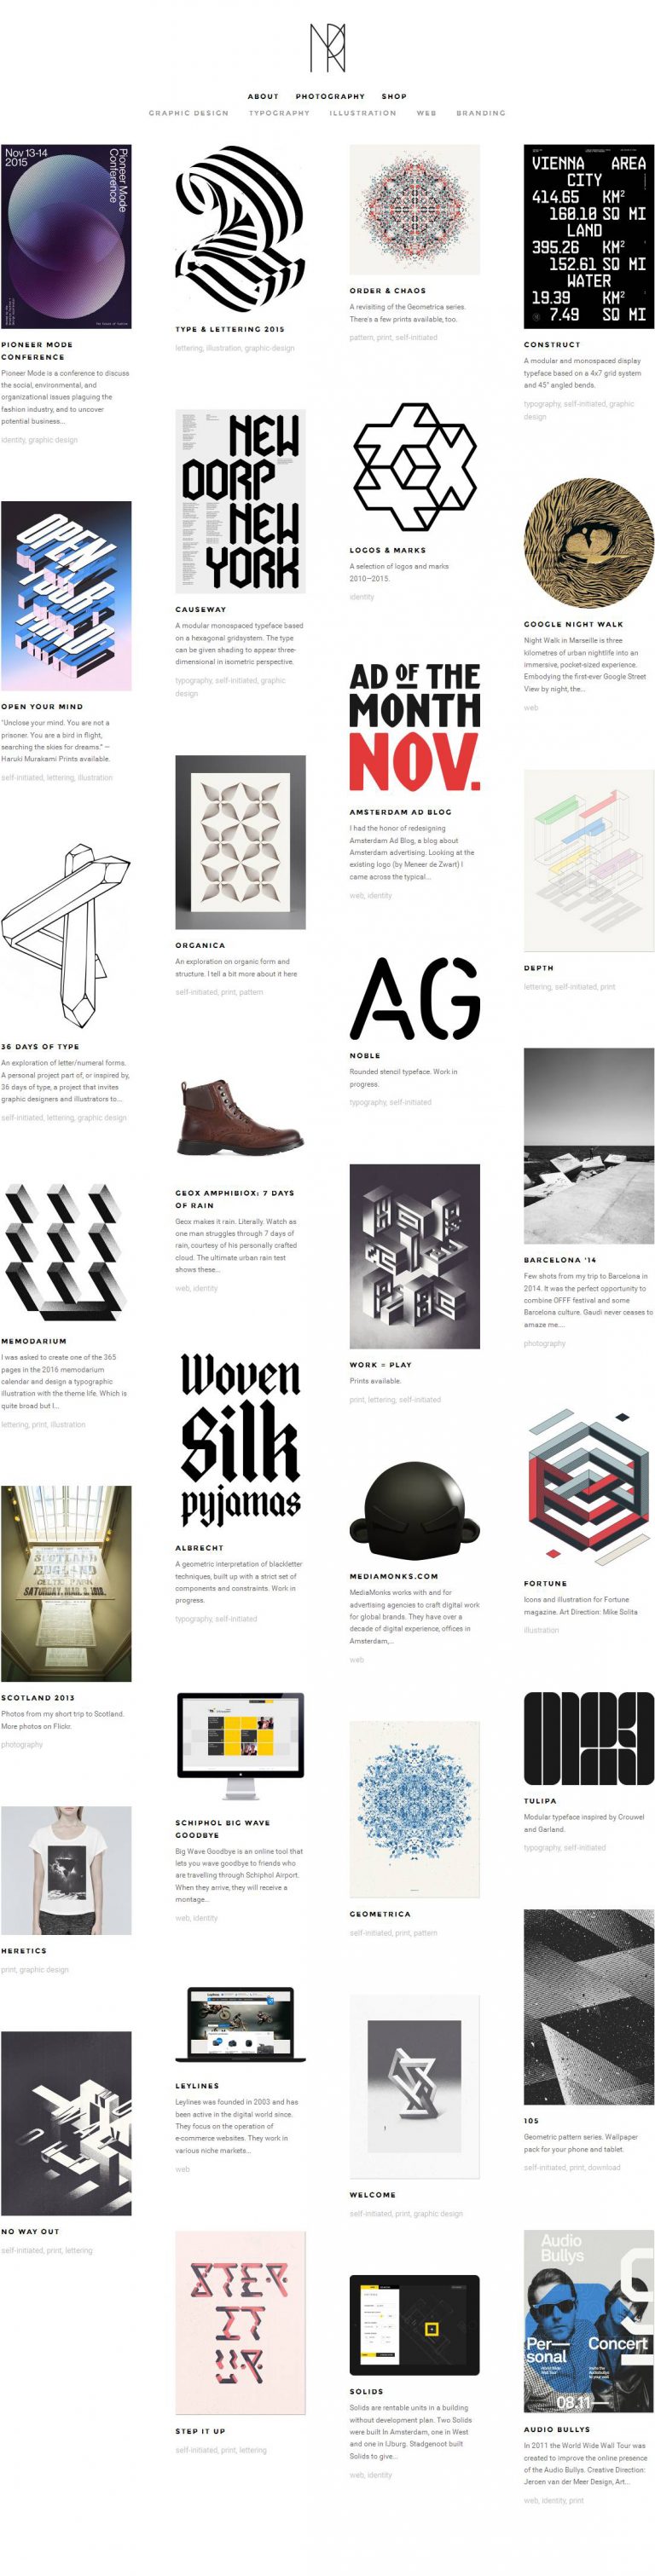 ABOUT PHOTOGRAPHY SHOP
GRAPHIC DESIGN TYPOGRAPHY ILLUSTRATION WEB BRANDING
Nov 13-14
2015
Pioneer Mode
Conference
PIONEER MODE
CONFERENCE
Pioneer Mode is a conference to discuss
the social, environmental, and
organizational issues plaguing the
fashion industry, and to uncover
potential business...
identity, graphic design
OPEN
YOUR
MIND
OPEN YOUR MIND
"Unclose your mind. You are not a
prisoner. You are a bird in flight,
searching the skies for dreams." –
Haruki Murakami Prints available.
self-initiated, lettering, illustration
36 DAYS OF TYPE
An exploration of letter/numeral forms.
A personal project part of, or inspired by,
36 days of type, a project that invites
graphic designers and illustrators to...
self-initiated, lettering, graphic design
MEMODARIUM
I was asked to create one of the 365
pages in the 2016 memodarium
calendar and design a typographic
illustration with the theme life. Which is
quite broad but I...
lettering, print, illustration
SCOTLAND
ENGLAND
CELTIC PARK
SATURDAY, MAR. 2, 1912.
SCOTLAND 2013
Photos from my short trip to Scotland.
More photos on Flickr.
photography
HERETICS
print, graphic design
NO WAY OUT
self-initiated, print, lettering
TYPE & LETTERING 2015
lettering, illustration, graphic-design
NEW
DORP
NEW
YORK
CAUSEWAY
A modular monospaced typeface based
on a hexagonal gridsystem. The type
can be given shading to appear three-
dimensional in isometric perspective.
typography, self-initiated, graphic
design
ORGANICA
An exploration on organic form and
structure. I tell a bit more about it here
self-initiated, print, pattern
GEOX AMPHIBIOX: 7 DAYS
OF RAIN
Geox makes it rain. Literally. Watch as
one man struggles through 7 days of
rain, courtesy of his personally crafted
cloud. The ultimate urban rain test
shows these...
web, identity
Woven
Silk
pyjamas
ALBRECHT
A geometric interpretation of blackletter
techniques, built up with a strict set of
components and constraints. Work in
progress.
typography, self-initiated
SCHIPHOL BIG WAVE
GOODBYE
Big Wave Goodbye is an online tool that
lets you wave goodbye to friends who
are travelling through Schiphol Airport.
When they arrive, they will receive a
montage...
web, identity
LEYLINES
Leylines was founded in 2003 and has
been active in the digital world since.
They focus on the operation of
e-commerce websites. They work in
various niche markets...
web
STEP
IT
UP
STEP IT UP
self-initiated, print, lettering
ORDER & CHAOS
A revisiting of the Geometrica series.
There's a few prints available, too.
pattern, print, self-initiated
LOGOS & MARKS
A selection of logos and marks
2010–2015.
identity
AD OF THE
MONTH
NOV.
AMSTERDAM AD BLOG
I had the honor of redesigning
Amsterdam Ad Blog, a blog about
Amsterdam advertising. Looking at the
existing logo (by Meneer de Zwart) I
came across the typical...
web, identity
AG
NOBLE
Rounded stencil typeface. Work in
progress.
typography, self-initiated
WORK = PLAY
Prints available.
print, lettering, self-initiated
MEDIAMONKS.COM
MediaMonks works with and for
advertising agencies to craft digital work
for global brands. They have over a
decade of digital experience, offices in
Amsterdam,...
web
GEOMETRICA
self-initiated, print, pattern
WELCOME
self-initiated, print, graphic design
SOLIDS
Solids are rentable units in a building
without development plan. Two Solids
were built in Amsterdam, one in West
and one in IJburg. Stadgenoot built
Solids to give...
web, identity
VIENNA AREA
CITY
414.65 KM²
160.10 SQ MI
LAND
395.26 KM²
152.61 SQ MI
WATER
19.39 KM²
7.49 SQ MI
CONSTRUCT
A modular and monospaced display
typeface based on a 4x7 grid system
and 45° angled bends.
typography, self-initiated, graphic
design
GOOGLE NIGHT WALK
Night Walk in Marseille is three
kilometres of urban nightlife into an
immersive, pocket-sized experience.
Embodying the first-ever Google Street
View by night, the...
web
DEPTH
lettering, self-initiated, print
BARCELONA '14
Few shots from my trip to Barcelona in
2014. It was the perfect opportunity to
combine OFFF festival and some
Barcelona culture. Gaudi never ceases to
amaze me...
photography
FORTUNE
Icons and illustration for Fortune
magazine. Art Direction: Mike Solita
illustration
TULIPA
Modular typeface inspired by Crouwel
and Garland.
typography, self-initiated
105
Geometric pattern series. Wallpaper
pack for your phone and tablet.
self-initiated, print, download
Audio
Bullys
Per—
sonal
Concert
08.11—
AUDIO BULLYS
In 2011 the World Wide Wall Tour was
created to improve the online presence
of the Audio Bullys. Creative Direction:
Jeroen van der Meer Design, Art...
web, identity, print